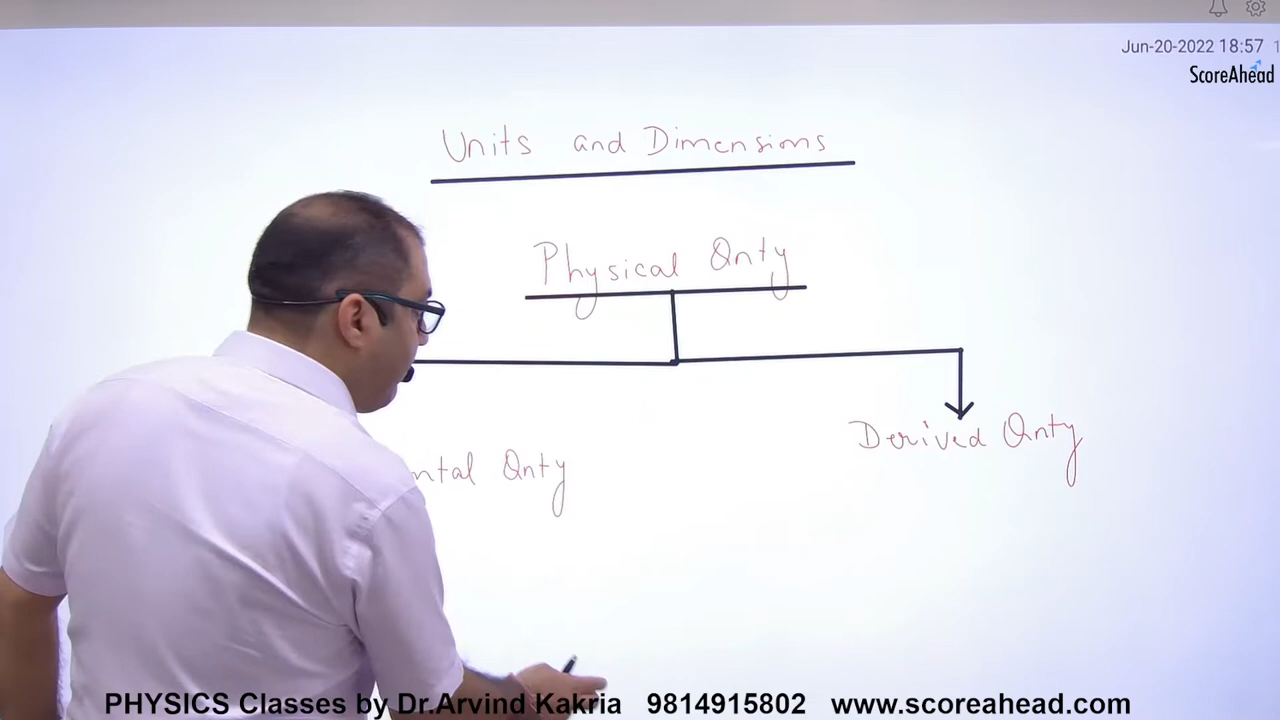 Jun-20-2022 18:57
ScoreAhead
Units and Dimensions
Physical Qnty
Derived Qnty
ntal Qnty
PHYSICS Classes by Dr.Arvind Kakria 9814915802 www.scoreahead.com